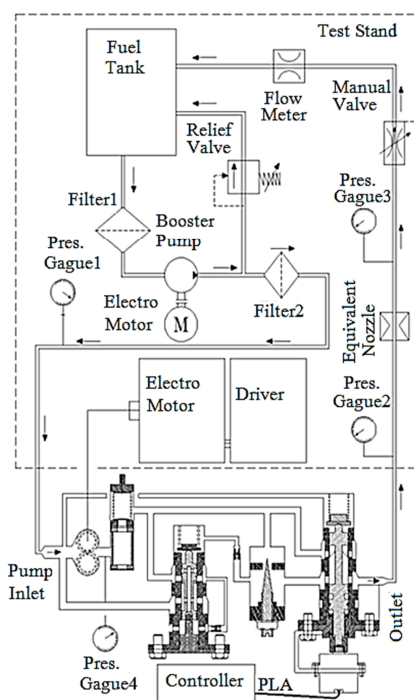 Test Stand
Fuel
Tank
Flow
Meter
Manual
Valve
Relief
Valve
Filter1
Booster
Pump
Pres.
Gague3
Pres.
Gague1
Electro
Motor
M
Filter2
Equivalent
Nozzle
Electro
Motor
Driver
Pres.
Gague2
Pump
Inlet
Outlet
Pres.
Gague4
Controller
PLA